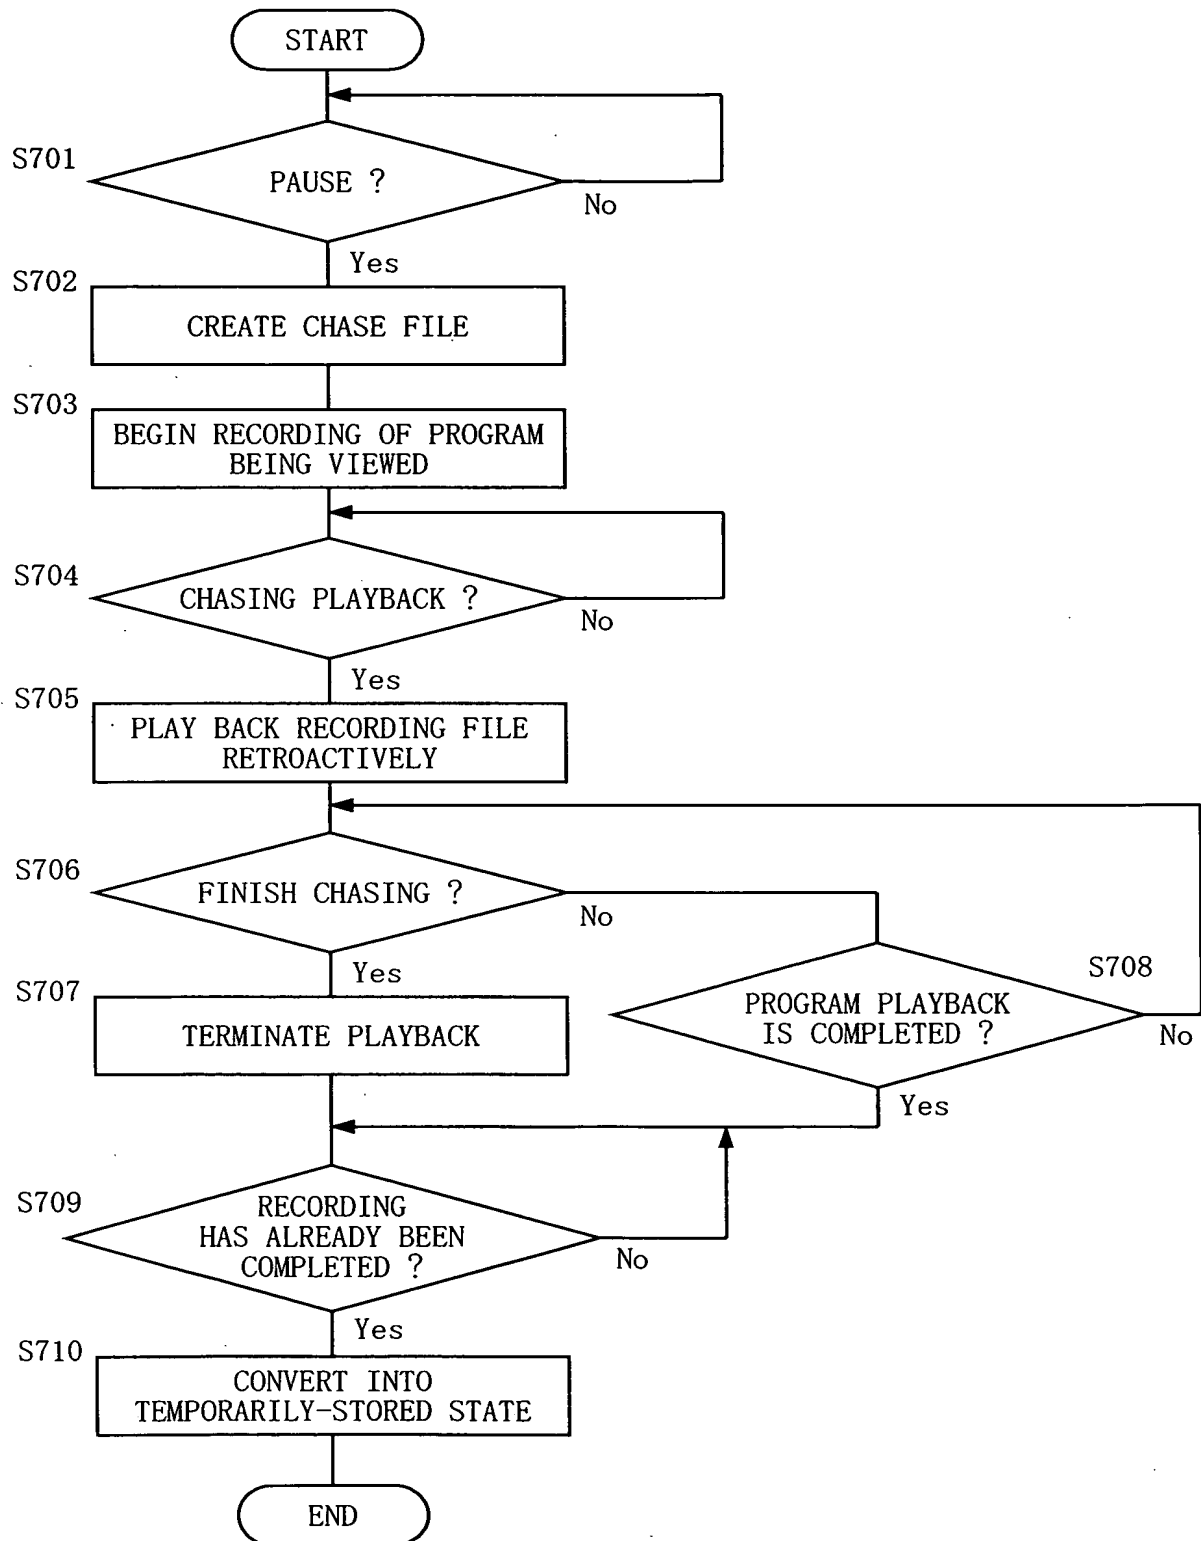 START
S701
PAUSE ?
No
Yes
S702
CREATE CHASE FILE
S703
BEGIN RECORDING OF PROGRAM
BEING VIEWED
S704
CHASING PLAYBACK ?
No
Yes
S705
PLAY BACK RECORDING FILE
RETROACTIVELY
S706
FINISH CHASING ?
No
Yes
S707
TERMINATE PLAYBACK
S708
PROGRAM PLAYBACK
IS COMPLETED ?
No
Yes
S709
RECORDING
HAS ALREADY BEEN
COMPLETED ?
No
Yes
S710
CONVERT INTO
TEMPORARILY-STORED STATE
END